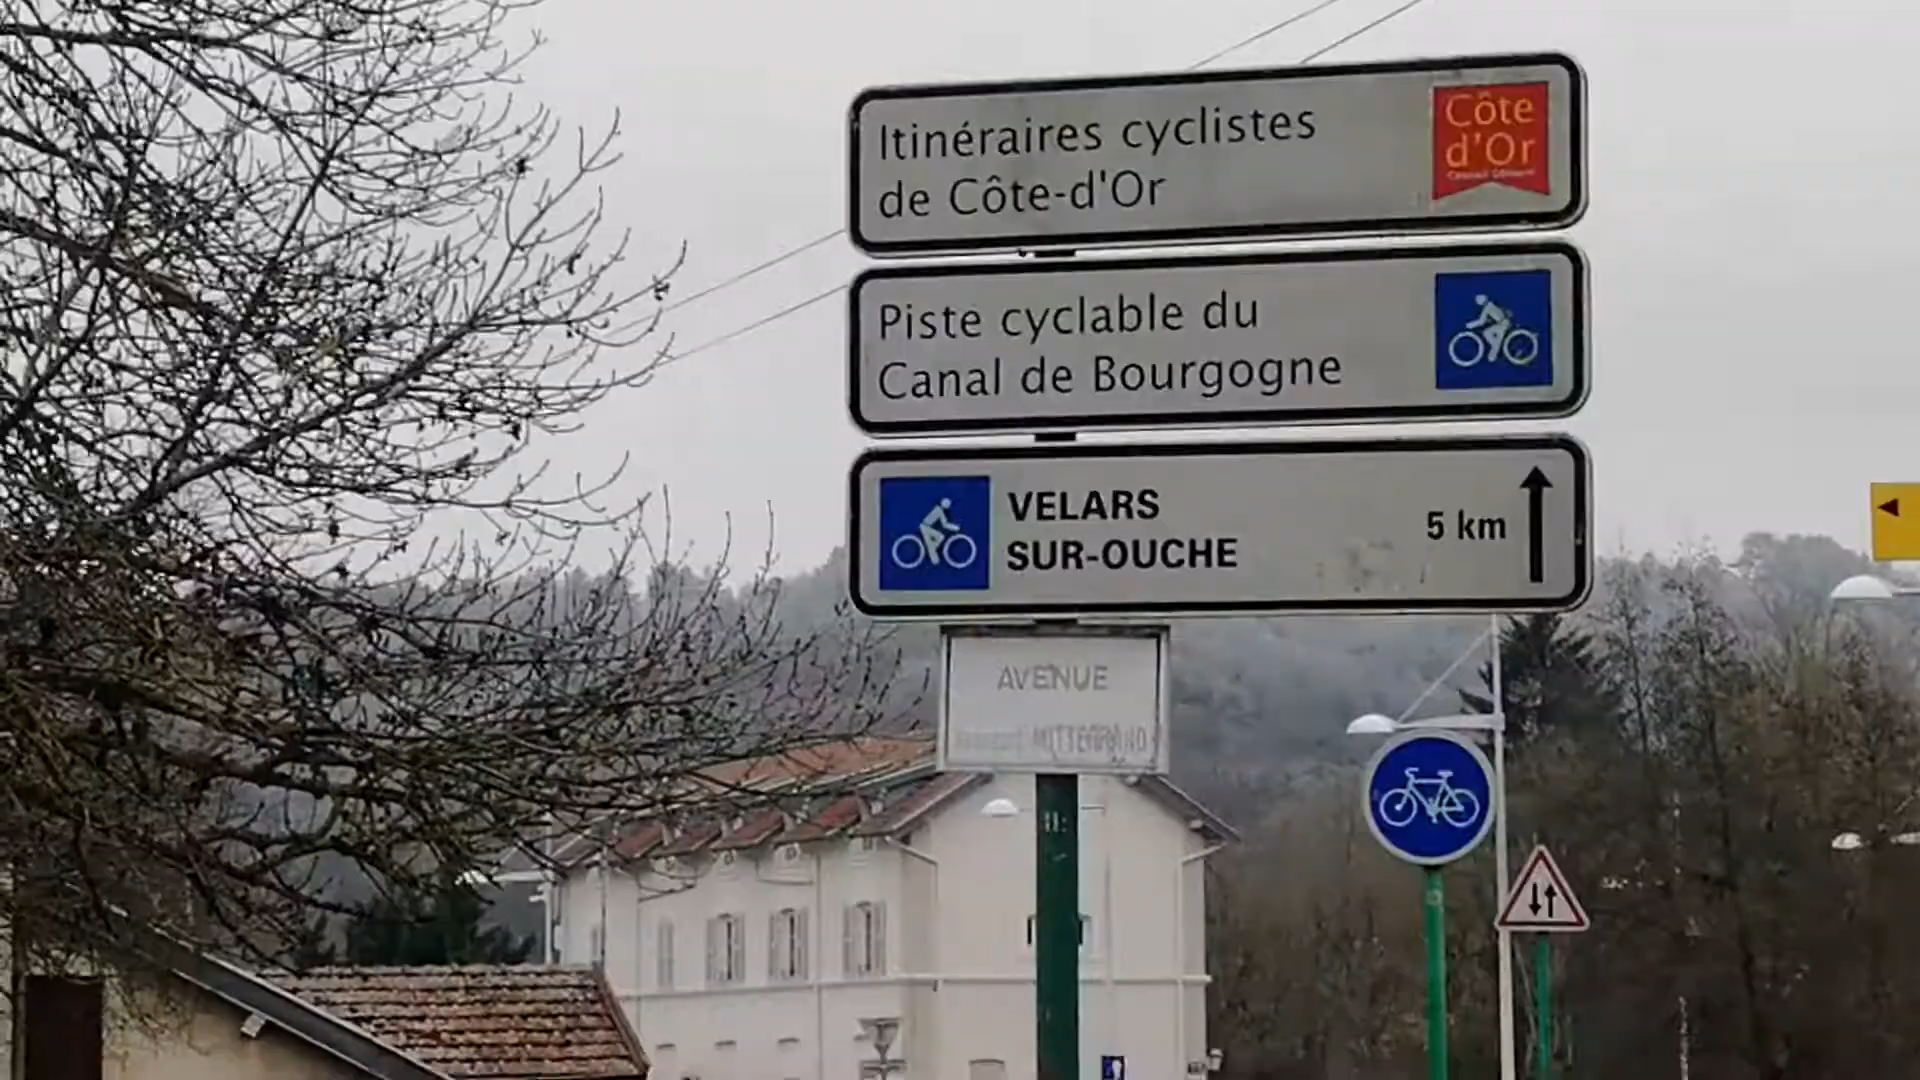 Itinéraires cyclistes
de Côte-d'Or
Côte
d'Or
Piste cyclable du
Canal de Bourgogne
VELARS
SUR-OUCHE
5 km
AVENUE
MITTERRAND